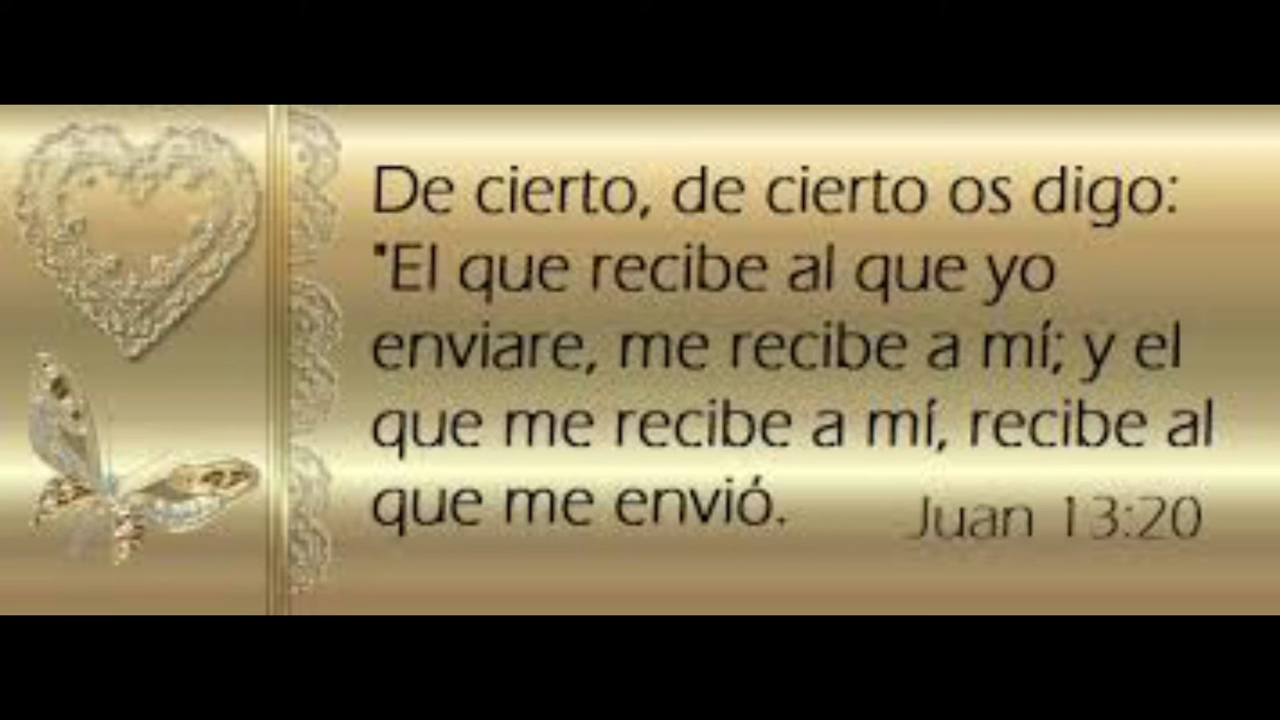 De cierto, de cierto os digo:
"El que recibe al que yo
enviare, me recibe a mí; y el
que me recibe a mí, recibe al
que me envió.
Juan 13:20